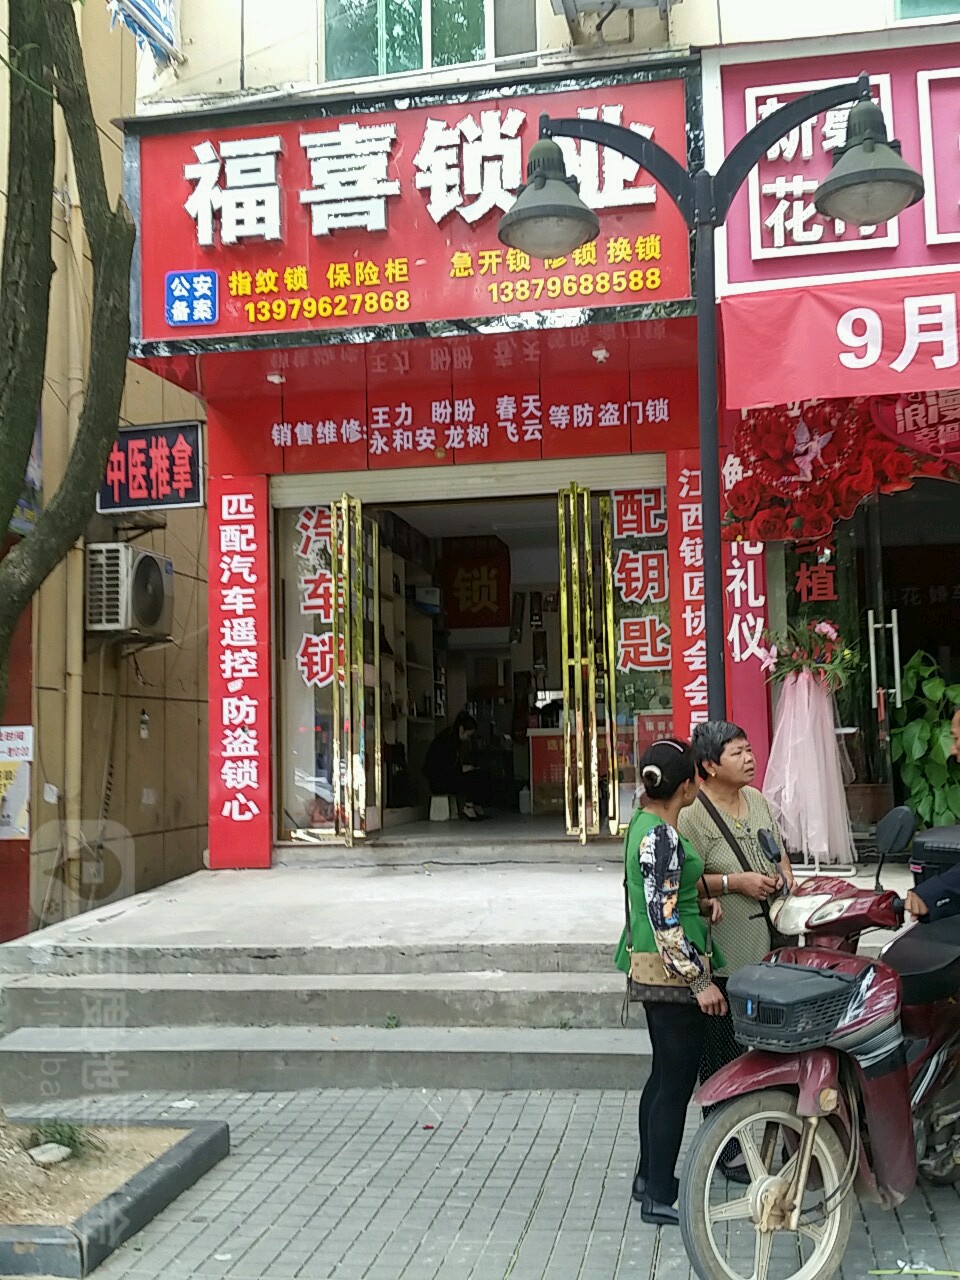 福喜锁业
公安
备案
指纹锁 保险柜
13979627868
急开锁 修锁 换锁
13879688588
销售维修:
王力 盼盼 春天
永和安 龙树 飞云
等防盗门锁
中医推拿
匹配汽车遥控·防盗锁心
汽车锁
锁
配钥匙
江西锁匠协会会员
花礼仪
植
9月
浪漫
幸福